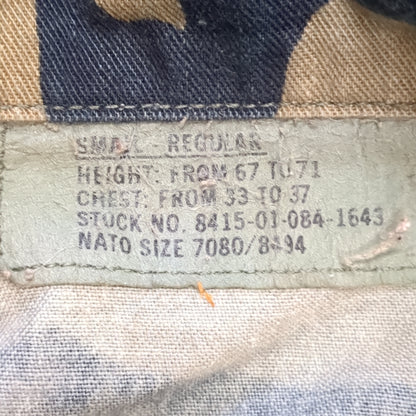 SMALL - REGULAR
HEIGHT: FROM 67 TO 71
CHEST: FROM 33 TO 37
STOCK NO. 8415-01-084-1643
NATO SIZE 7080/8494